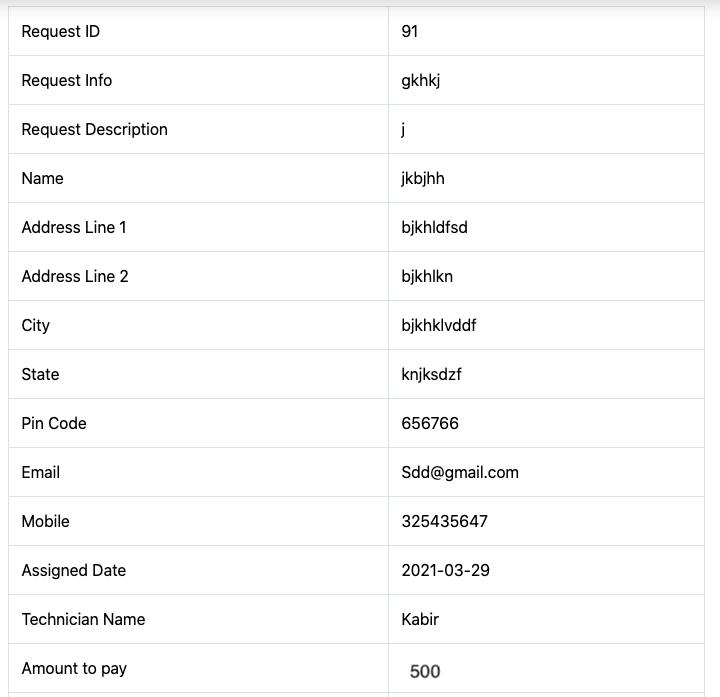 Request ID 91
Request Info gkhkj
Request Description j
Name jkbjhh
Address Line 1 bjkhldfsd
Address Line 2 bjkhlkn
City bjkhklvddf
State knjksdzf
Pin Code 656766
Email Sdd@gmail.com
Mobile 325435647
Assigned Date 2021-03-29
Technician Name Kabir
Amount to pay 500